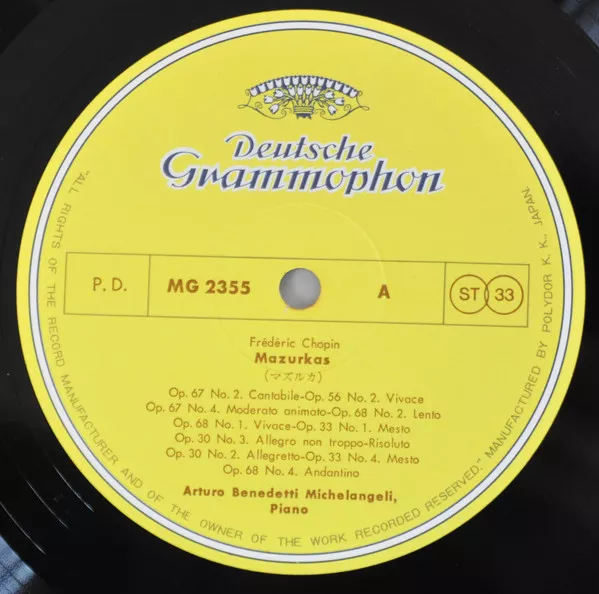 Deutsche
Grammophon
P. D.
MG 2355
A
ST 33
Frédéric Chopin
Mazurkas
(マズルカ)
Op. 67 No. 2. Cantabile-Op. 56 No. 2. Vivace
Op. 67 No. 4. Moderato animato-Op. 68 No. 2. Lento
Op. 68 No. 1. Vivace-Op. 33 No. 1. Mesto
Op. 30 No. 3. Allegro non troppo-Risoluto
Op. 30 No. 2. Allegretto-Op. 33 No. 4. Mesto
Op. 68 No. 4. Andantino
Arturo Benedetti Michelangeli,
Piano
"ALL RIGHTS OF THE RECORD MANUFACTURER AND OF THE OWNER OF THE WORK RECORDED RESERVED." MANUFACTURED BY POLYDOR K. K., JAPAN.